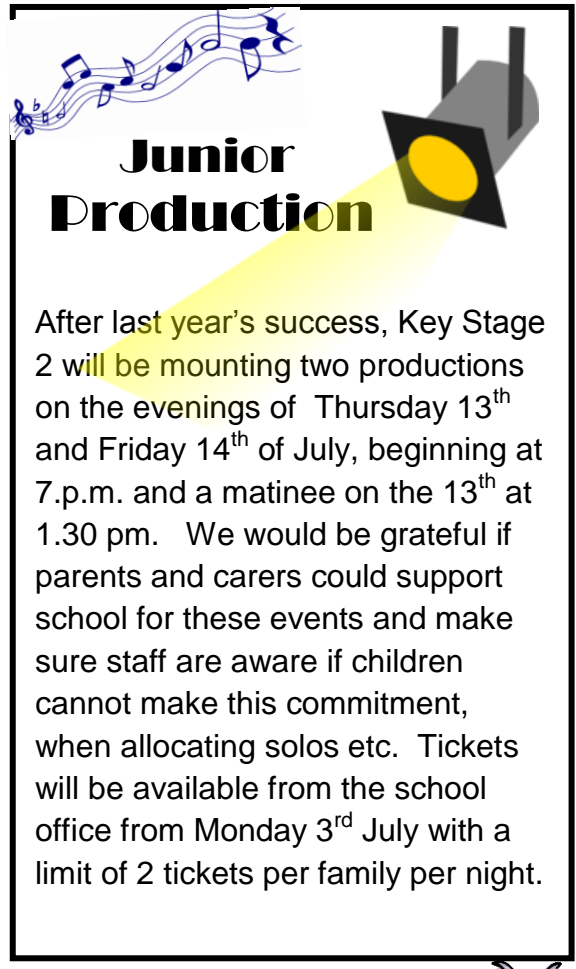 Junior
Production
After last year’s success, Key Stage
2 will be mounting two productions
on the evenings of  Thursday 13th
and Friday 14th of July, beginning at
7.p.m. and a matinee on the 13th at
1.30 pm.   We would be grateful if
parents and carers could support
school for these events and make
sure staff are aware if children
cannot make this commitment,
when allocating solos etc.  Tickets
will be available from the school
office from Monday 3rd July with a
limit of 2 tickets per family per night.